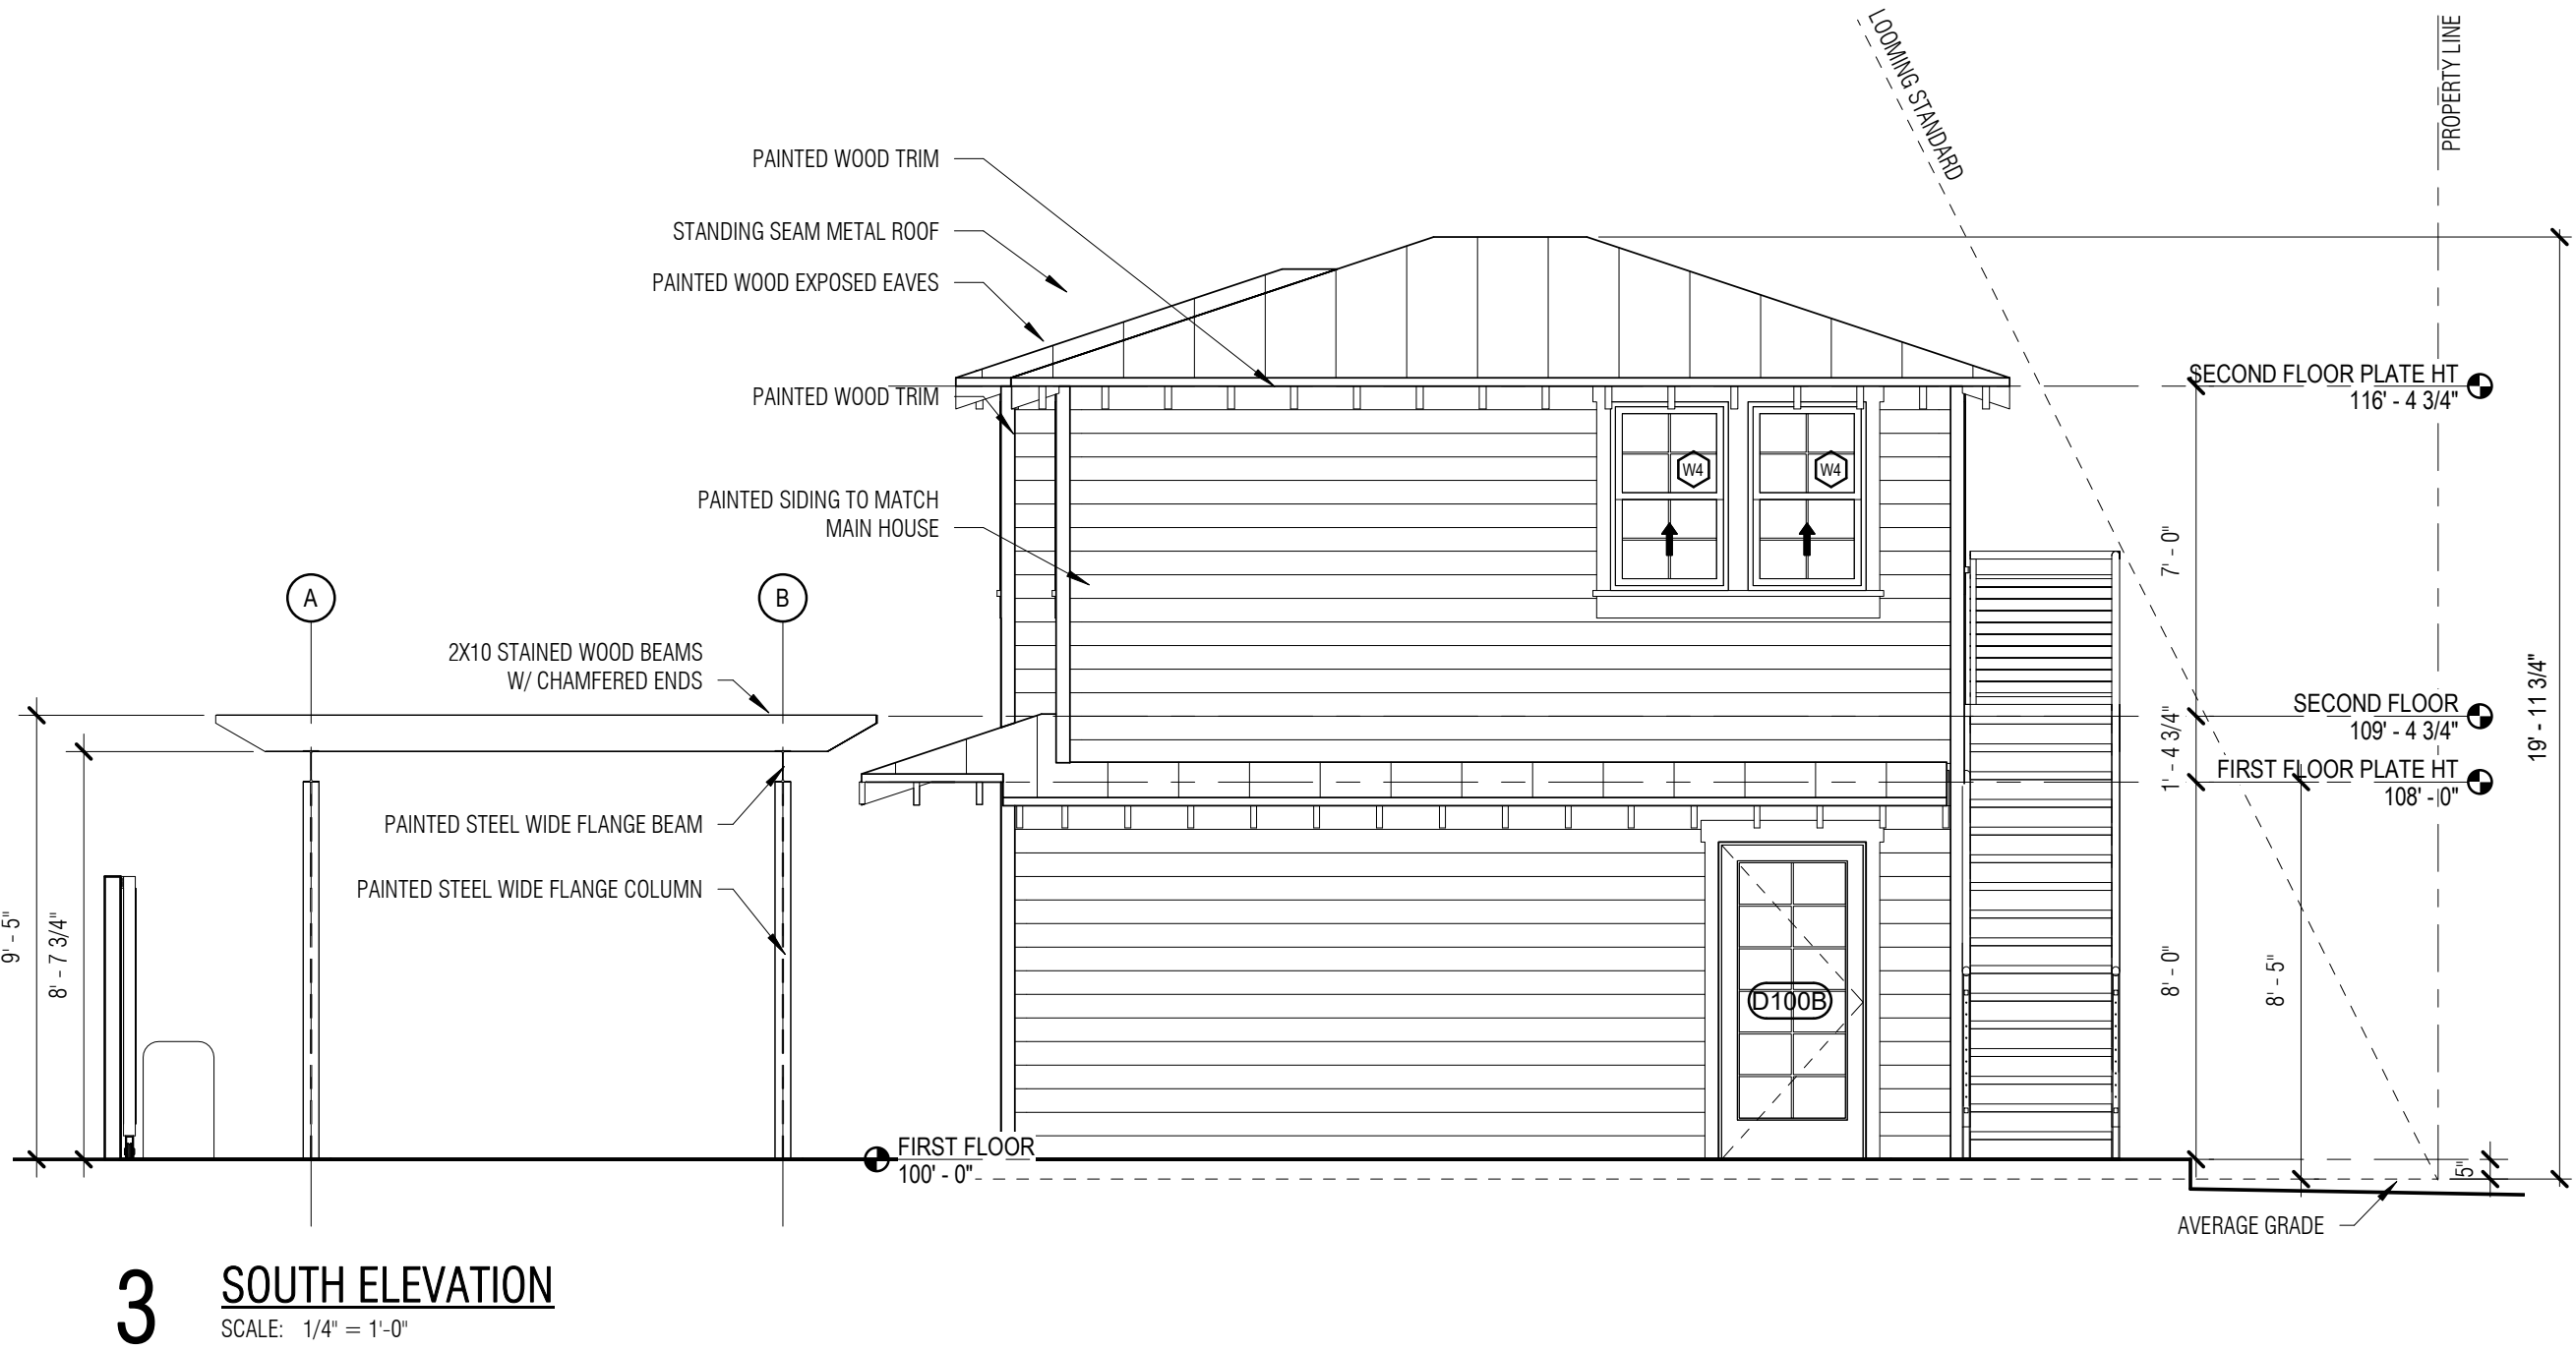 LOOMING STANDARD
PROPERTY LINE
PAINTED WOOD TRIM
STANDING SEAM METAL ROOF
PAINTED WOOD EXPOSED EAVES
PAINTED WOOD TRIM
SECOND FLOOR PLATE HT
116' - 4 3/4"
W4
W4
PAINTED SIDING TO MATCH
MAIN HOUSE
7' - 0"
A
B
2X10 STAINED WOOD BEAMS
W/ CHAMFERED ENDS
19' - 11 3/4"
SECOND FLOOR
109' - 4 3/4"
1' - 4 3/4"
FIRST FLOOR PLATE HT
108' - 0"
PAINTED STEEL WIDE FLANGE BEAM
PAINTED STEEL WIDE FLANGE COLUMN
9' - 5"
8' - 7 3/4"
8' - 0"
8' - 5"
D100B
FIRST FLOOR
100' - 0"
5"
AVERAGE GRADE
3
SOUTH ELEVATION
SCALE: 1/4" = 1'-0"